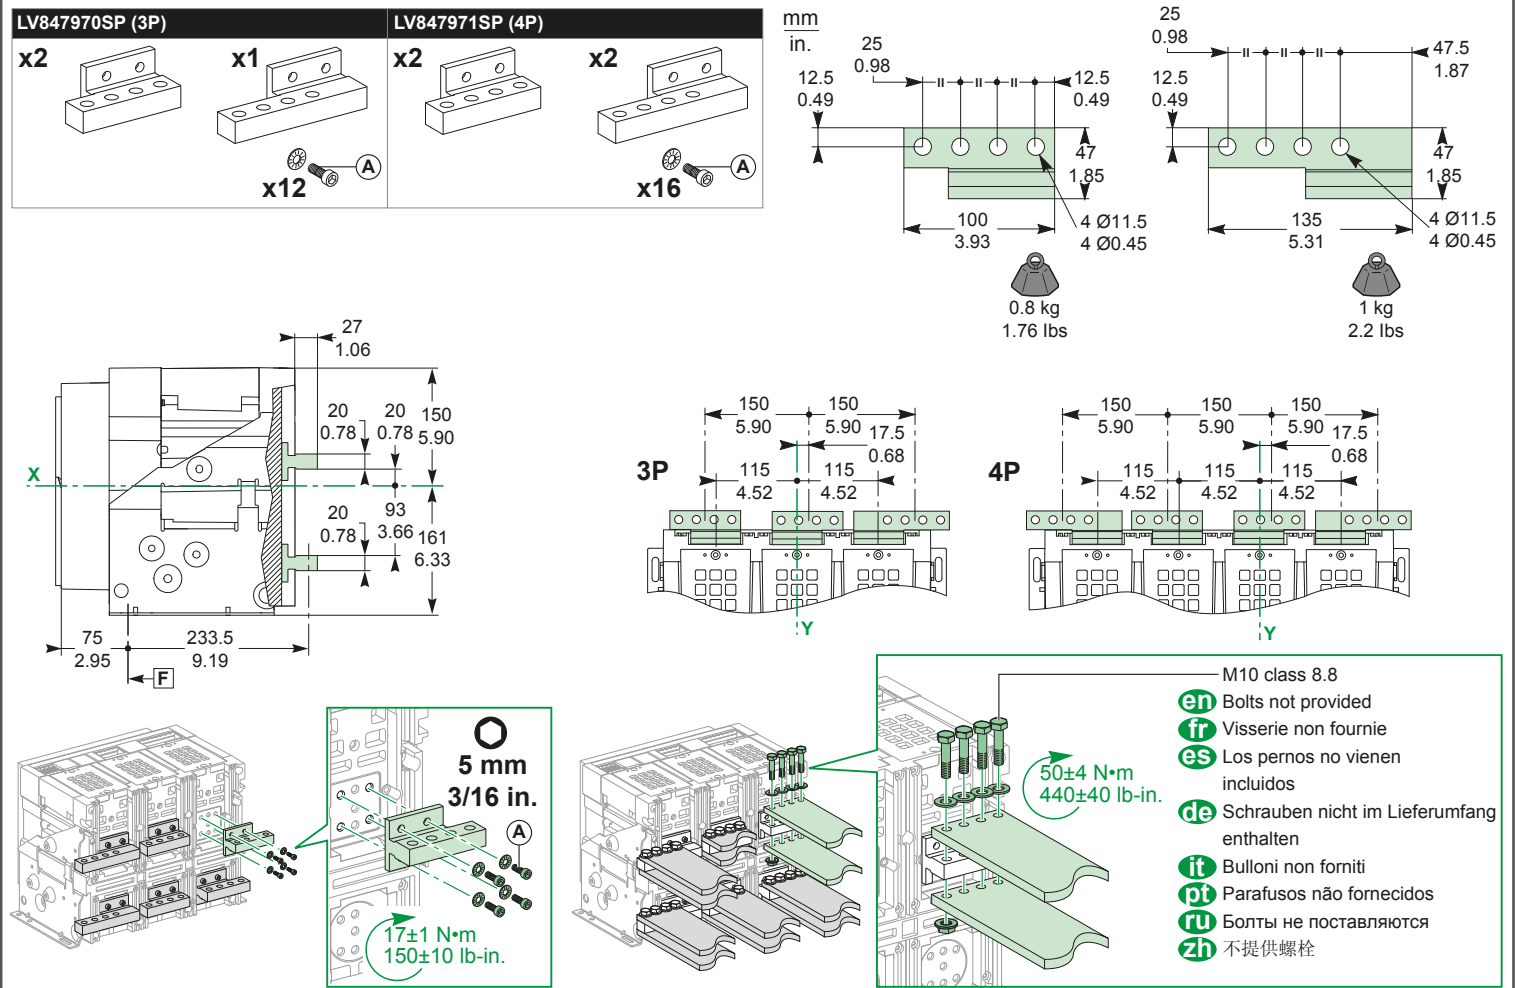 LV847970SP (3P)
LV847971SP (4P)
x2
x1
x2
x2
A
x12
A
x16
mm
in.
25
0.98
12.5
0.49
12.5
0.49
47
1.85
100
3.93
4 Ø11.5
4 Ø0.45
0.8 kg
1.76 lbs
25
0.98
47.5
1.87
12.5
0.49
47
1.85
135
5.31
4 Ø11.5
4 Ø0.45
1 kg
2.2 lbs
27
1.06
20
0.78
20
0.78
150
5.90
X
20
0.78
93
3.66
161
6.33
75
2.95
233.5
9.19
F
3P
150
5.90
150
5.90
17.5
0.68
115
4.52
115
4.52
Y
4P
150
5.90
150
5.90
150
5.90
17.5
0.68
115
4.52
115
4.52
115
4.52
Y
5 mm
3/16 in.
A
17±1 N•m
150±10 lb-in.
50±4 N•m
440±40 lb-in.
M10 class 8.8
en Bolts not provided
fr Visserie non fournie
es Los pernos no vienen
incluidos
de Schrauben nicht im Lieferumfang
enthalten
it Bulloni non forniti
pt Parafusos não fornecidos
ru Болты не поставляются
zh 不提供螺栓